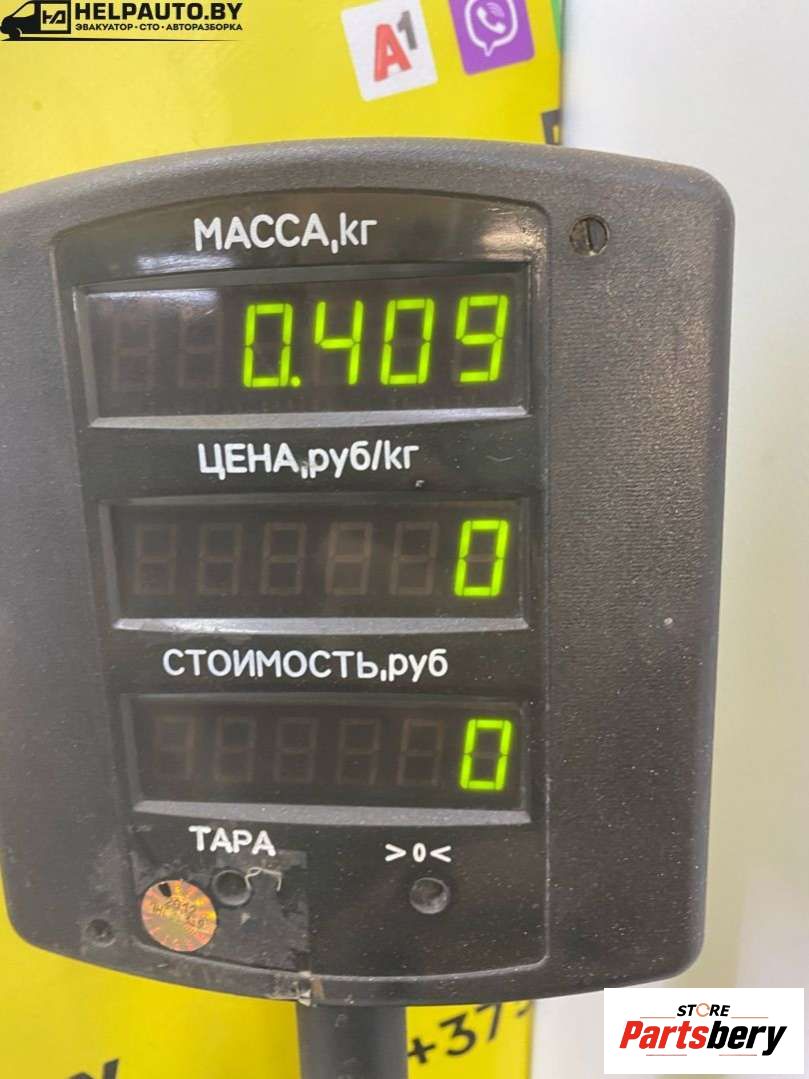 HELPAUTO.BY
ЭВАКУАТОР • СТО • АВТОРАЗБОРКА
A1
МАССА,кг
0.409
ЦЕНА,руб/кг
0
СТОИМОСТЬ,руб
0
ТАРА
>0<
+375
STORE
Partsbery